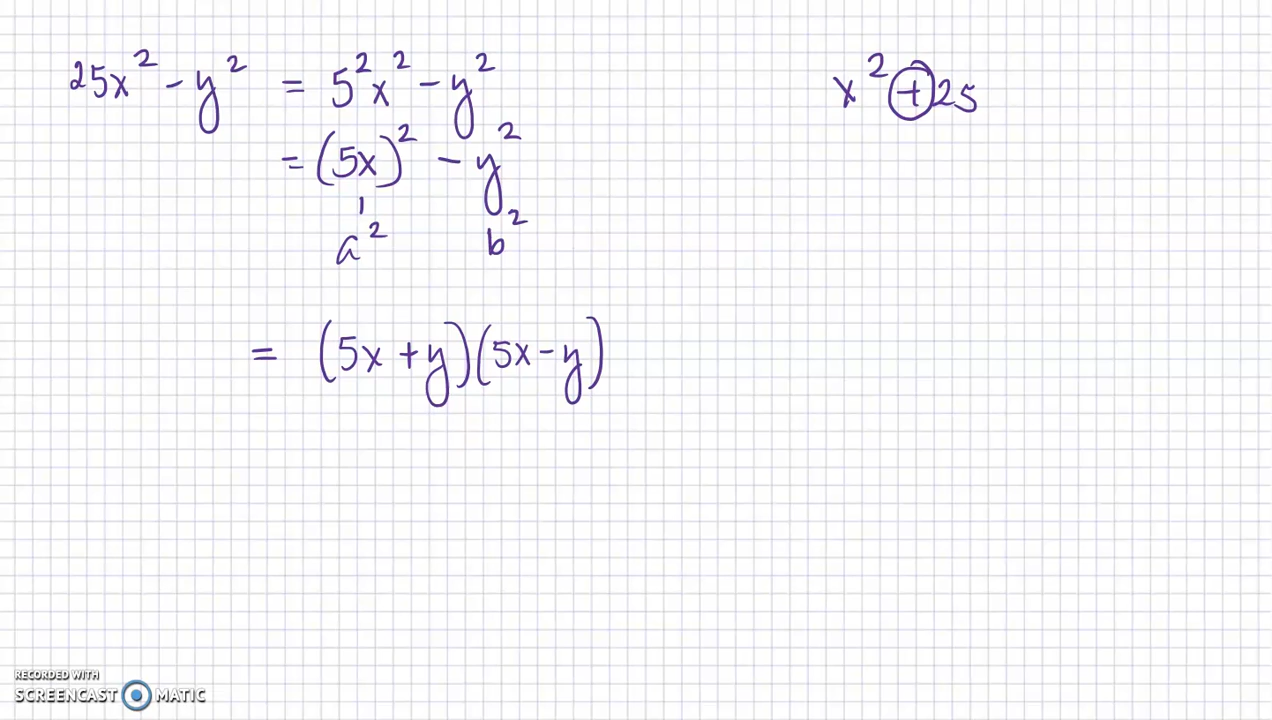 25x² - y² = 5²x² - y²
= (5x)² - y²
a² b²
= (5x + y)(5x - y)
x² + 25
RECORDED WITH
SCREENCAST MATIC